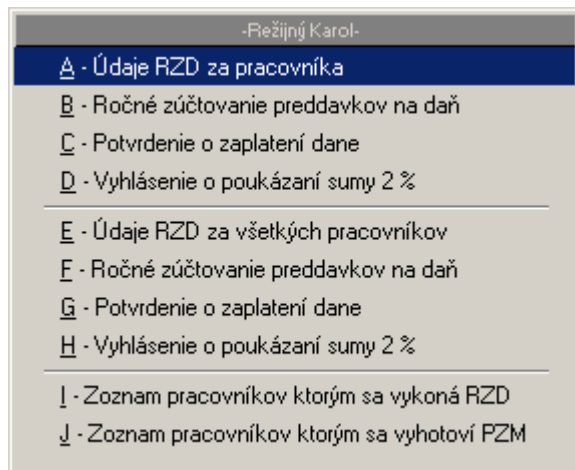 -Režijný Karol-
A - Údaje RZD za pracovníka
B - Ročné zúčtovanie preddavkov na daň
C - Potvrdenie o zaplatení dane
D - Vyhlásenie o poukázaní sumy 2 %
E - Údaje RZD za všetkých pracovníkov
F - Ročné zúčtovanie preddavkov na daň
G - Potvrdenie o zaplatení dane
H - Vyhlásenie o poukázaní sumy 2 %
I - Zoznam pracovníkov ktorým sa vykoná RZD
J - Zoznam pracovníkov ktorým sa vyhotoví PZM